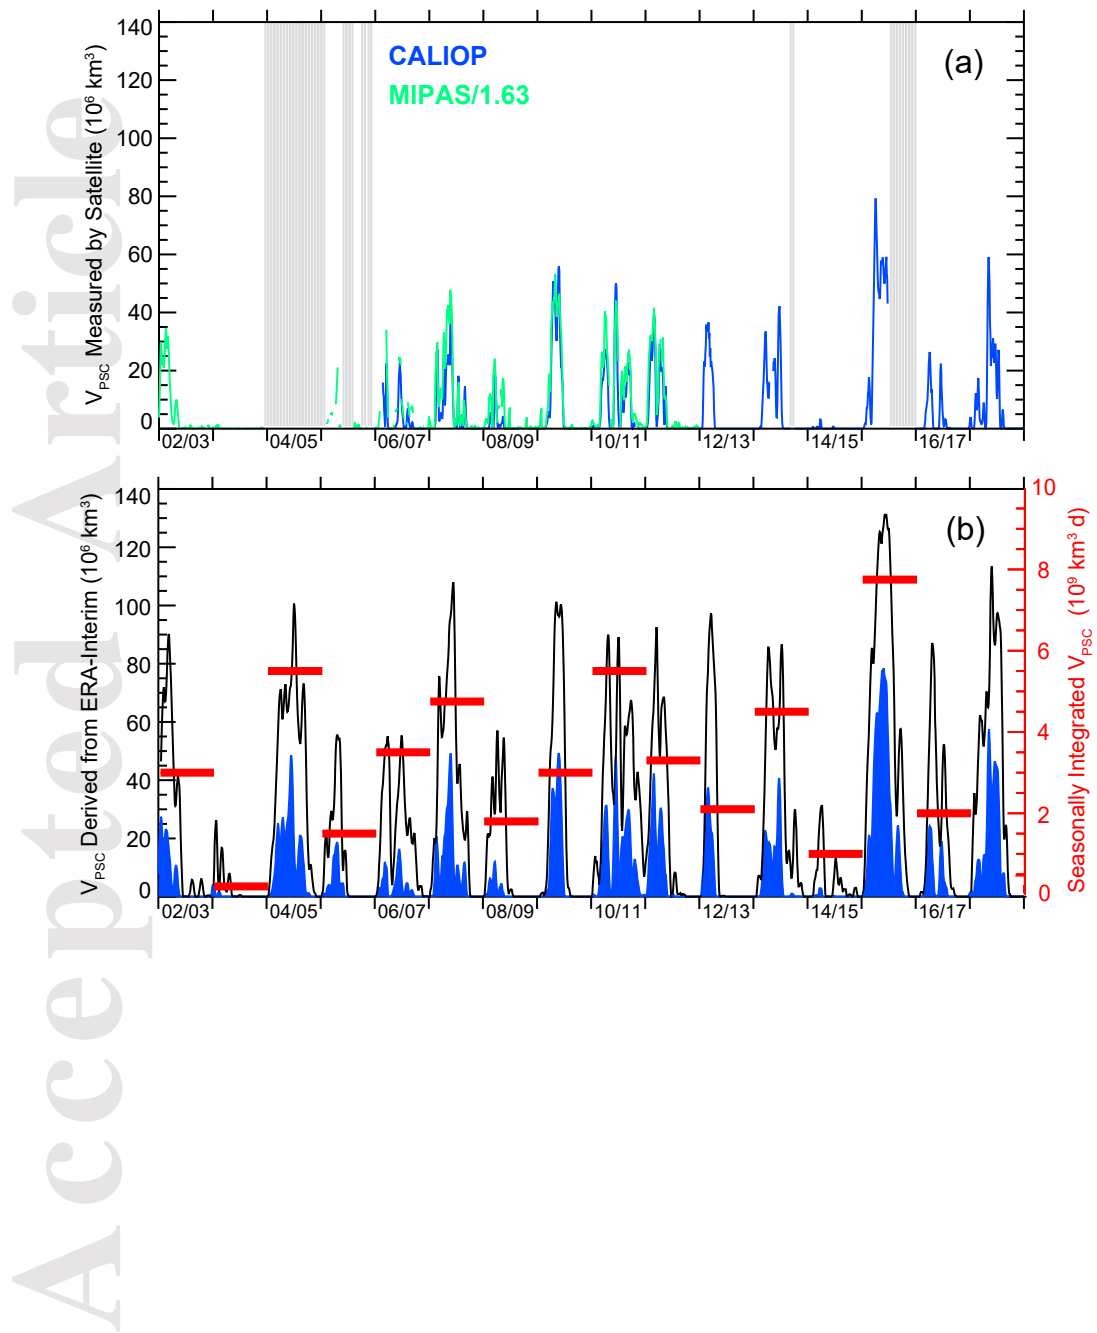 Accepted Article
V_PSC Measured by Satellite (10⁶ km³)
140
120
100
80
60
40
20
0
CALIOP
MIPAS/1.63
(a)
02/03 04/05 06/07 08/09 10/11 12/13 14/15 16/17
V_PSC Derived from ERA-Interim (10⁶ km³)
140
120
100
80
60
40
20
0
(b)
10
8
6
4
2
0
Seasonally Integrated V_PSC (10⁹ km³ d)
02/03 04/05 06/07 08/09 10/11 12/13 14/15 16/17